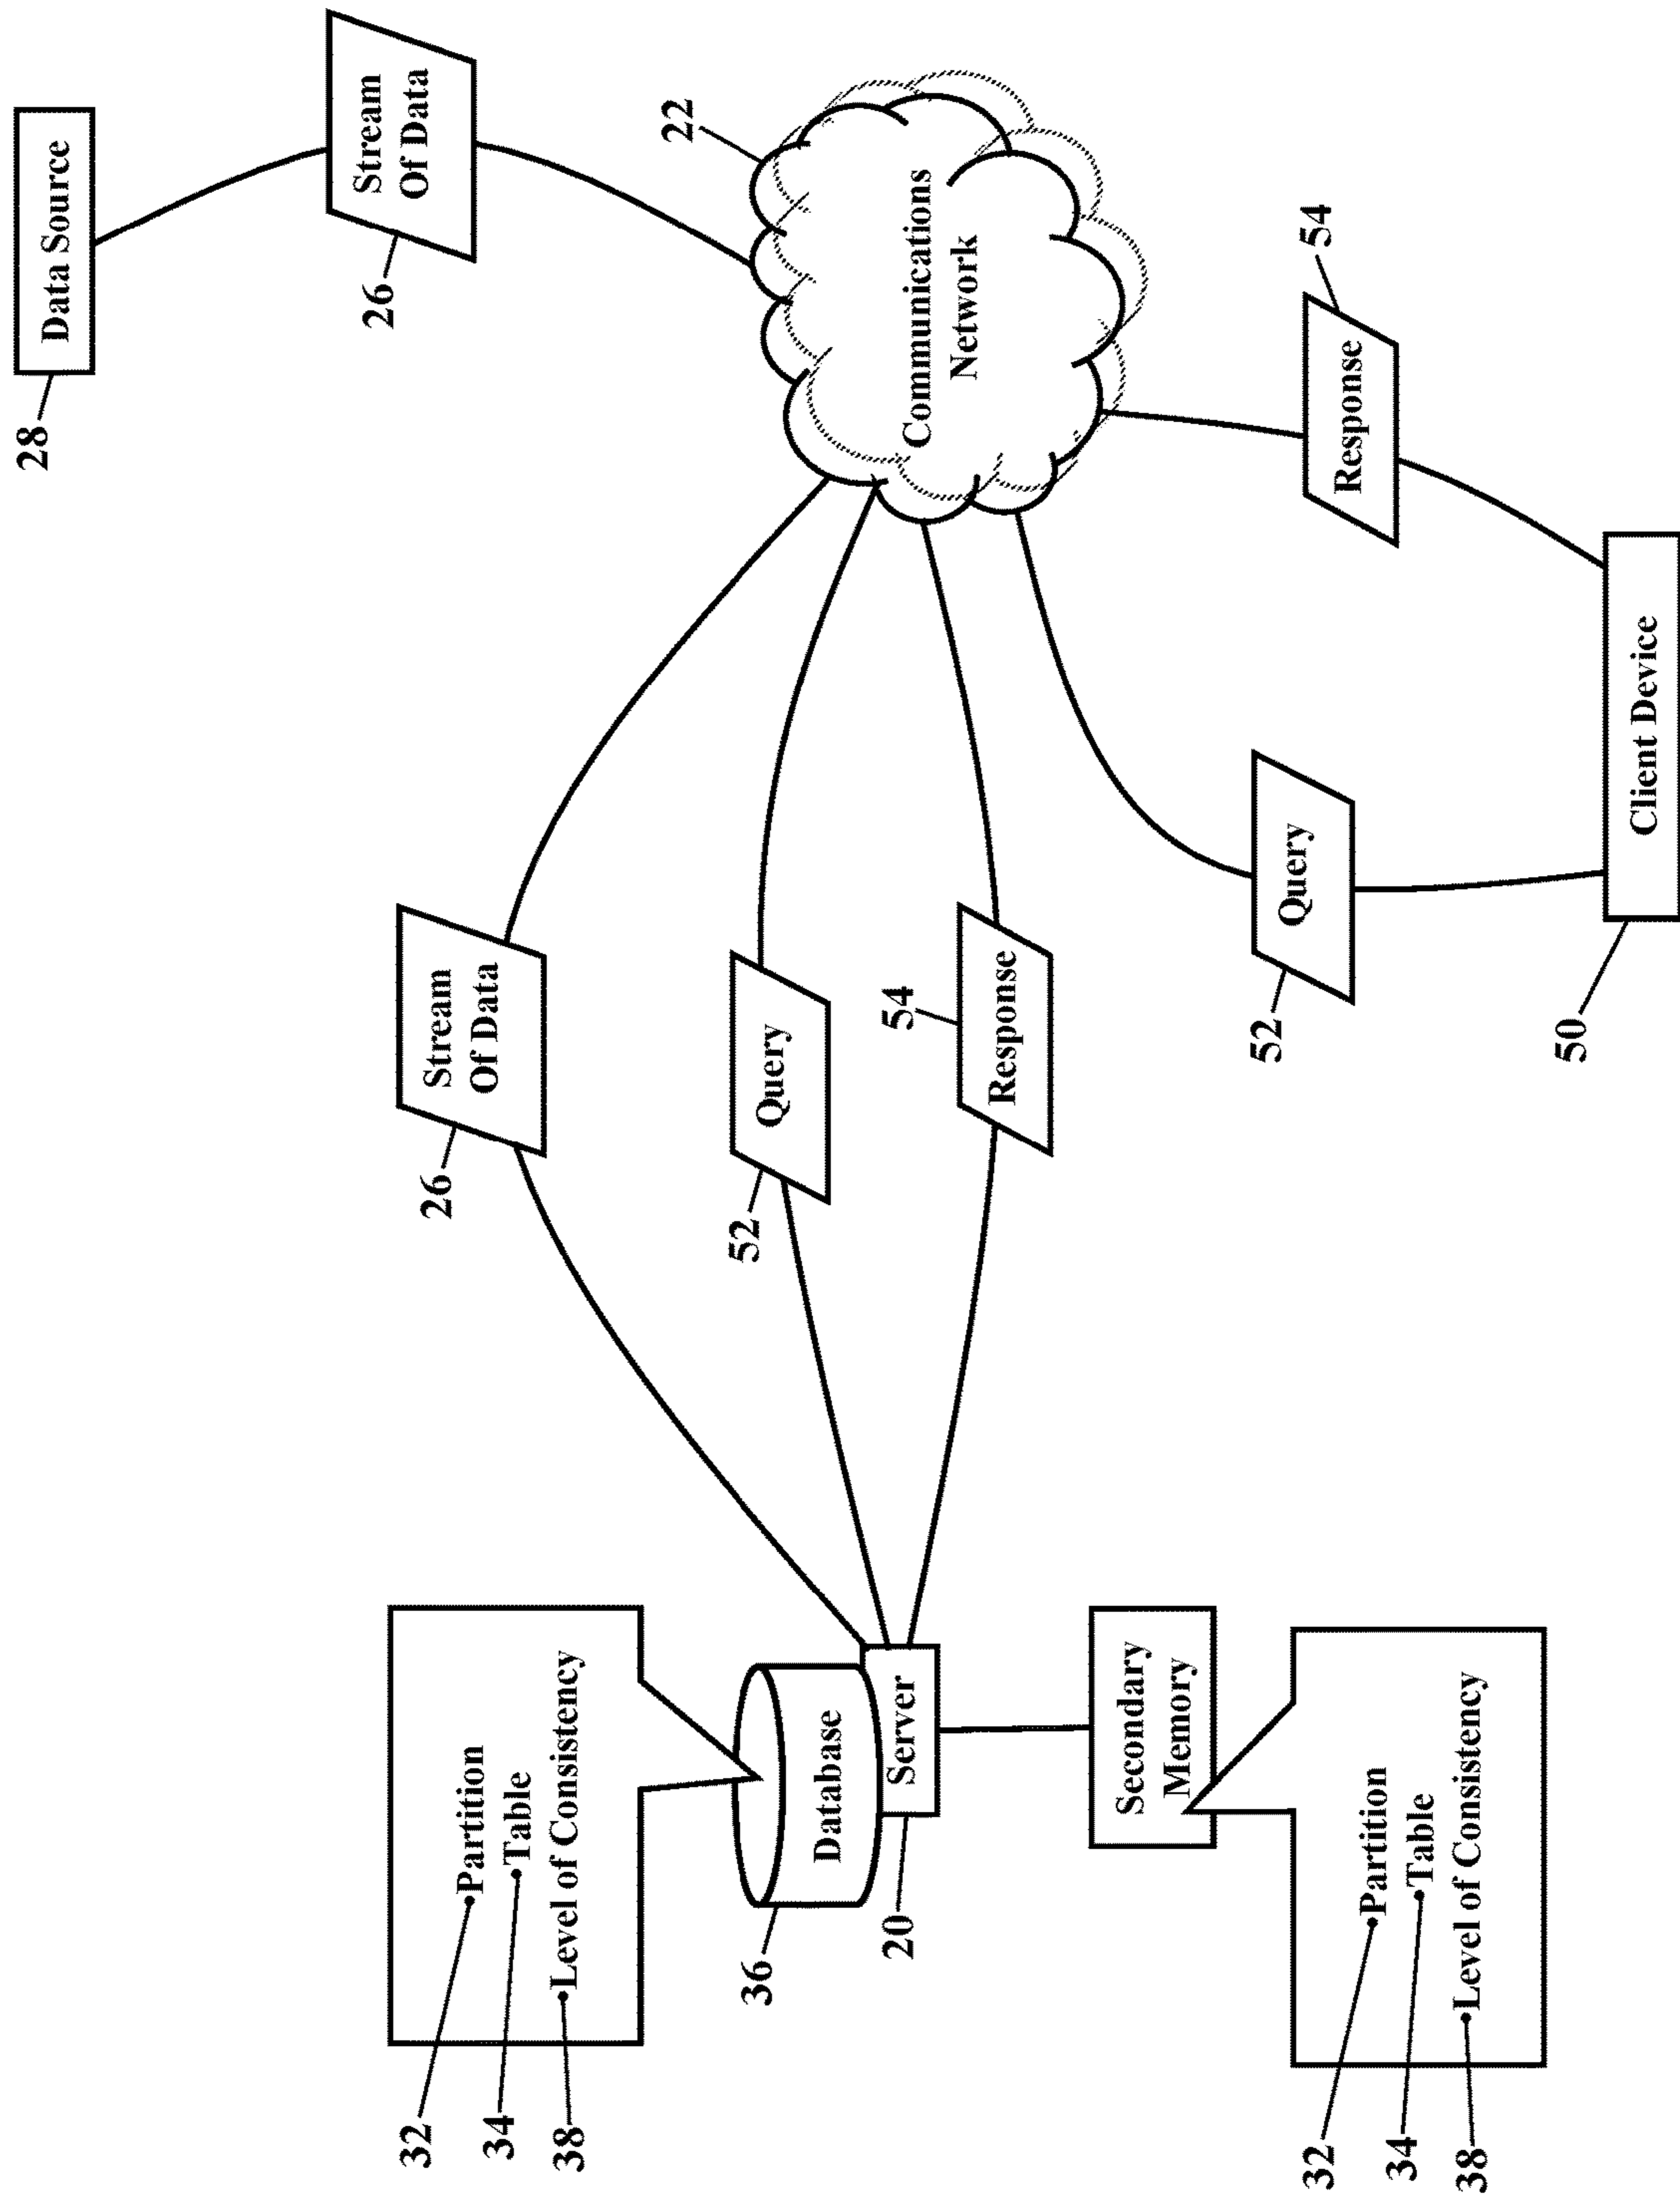 28
Data Source
Stream
Of Data
26
32
Partition
34
Table
38
Level of Consistency
Stream
Of Data
26
22
Communications
Network
36
Database
Query
52
20
Server
54
Response
Secondary
Memory
52
Query
54
Response
32
Partition
34
Table
38
Level of Consistency
50
Client Device